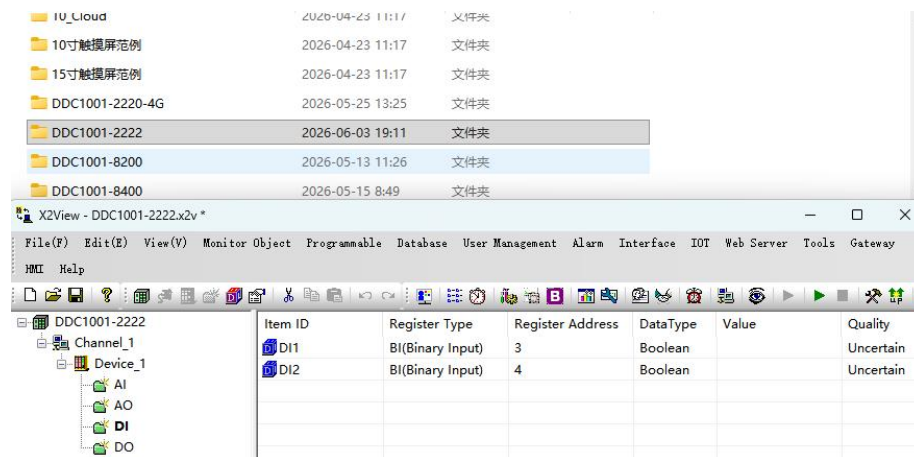 10_Cloud 2026-04-23 11:17 文件夹
10寸触摸屏范例 2026-04-23 11:17 文件夹
15寸触摸屏范例 2026-04-23 11:17 文件夹
DDC1001-2220-4G 2026-05-25 13:25 文件夹
DDC1001-2222 2026-06-03 19:11 文件夹
DDC1001-8200 2026-05-13 11:26 文件夹
DDC1001-8400 2026-05-15 8:49 文件夹
X2View - DDC1001-2222.x2v *
File(F) Edit(E) View(V) Monitor Object Programmable Database User Management Alarm Interface IOT Web Server Tools Gateway
HMI Help
DDC1001-2222
Channel_1
Device_1
AI
AO
DI
DO
Item ID Register Type Register Address DataType Value Quality
DI1 BI(Binary Input) 3 Boolean Uncertain
DI2 BI(Binary Input) 4 Boolean Uncertain